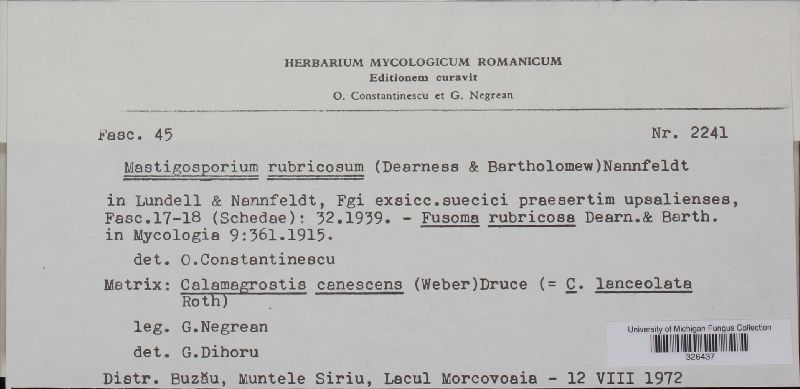 HERBARIUM MYCOLOGICUM ROMANICUM
Editionem curavit
O. Constantinescu et G. Negrean
Fasc. 45 Nr. 2241
Mastigosporium rubricosum (Dearness & Bartholomew)Nannfeldt
in Lundell & Nannfeldt, Fgi exsicc.suecici praesertim upsalienses,
Fasc.17-18 (Schedae): 32.1939. - Fusoma rubricosa Dearn.& Barth.
in Mycologia 9:361.1915.
det. O.Constantinescu
Matrix: Calamagrostis canescens (Weber)Druce (= C. lanceolata
Roth)
leg. G.Negrean
det. G.Dihoru
University of Michigan Fungus Collection
326437
Distr. Buzău, Muntele Siriu, Lacul Morcovoaia - 12 VIII 1972